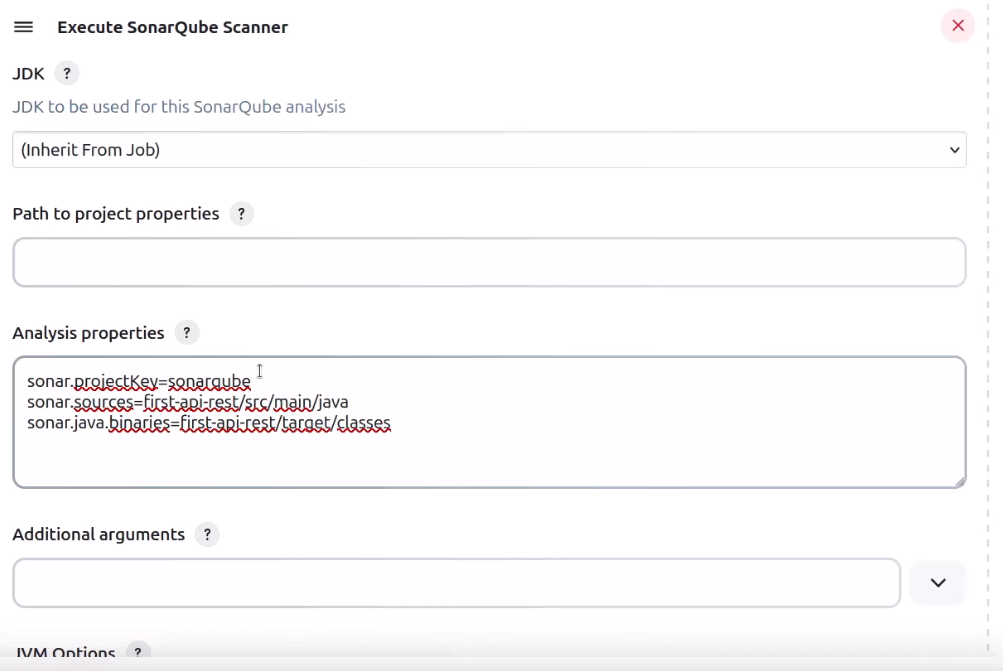 Execute SonarQube Scanner
JDK ?
JDK to be used for this SonarQube analysis
(Inherit From Job)
Path to project properties ?
Analysis properties ?
sonar.projectKey=sonarqube
sonar.sources=first-api-rest/src/main/java
sonar.java.binaries=first-api-rest/target/classes
Additional arguments ?
JVM Options ?